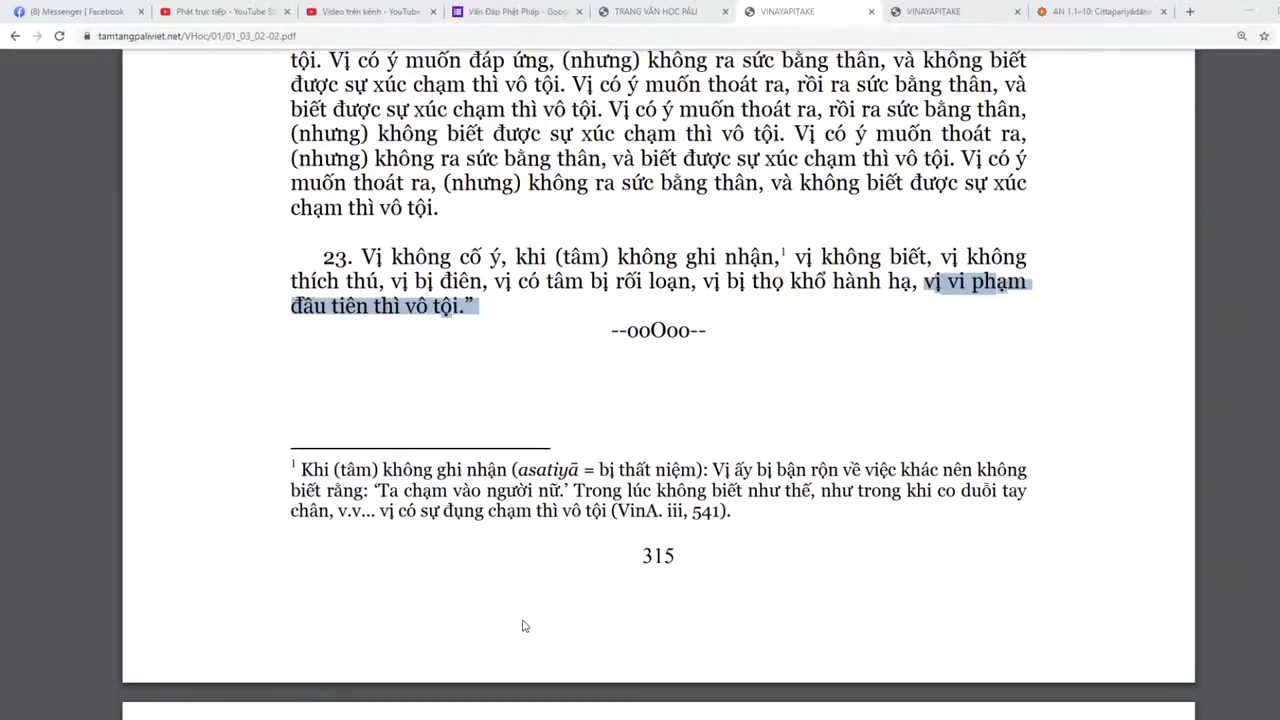 (8) Messenger | Facebook
Phát trực tiếp - YouTube St
Video trên kênh - YouTube
Vấn Đáp Phật Pháp - Goog
TRANG VĂN HỌC PĀLI
VINAYAPIṬAKE
VINAYAPIṬAKE
AN 1.1–10: Cittapariyādāna
tamtangpaliviet.net/VHoc/01/01_03_02-02.pdf
tội. Vị có ý muốn đáp ứng, (nhưng) không ra sức bằng thân, và không biết
được sự xúc chạm thì vô tội. Vị có ý muốn thoát ra, rồi ra sức bằng thân, và
biết được sự xúc chạm thì vô tội. Vị có ý muốn thoát ra, rồi ra sức bằng thân,
(nhưng) không biết được sự xúc chạm thì vô tội. Vị có ý muốn thoát ra,
(nhưng) không ra sức bằng thân, và biết được sự xúc chạm thì vô tội. Vị có ý
muốn thoát ra, (nhưng) không ra sức bằng thân, và không biết được sự xúc
chạm thì vô tội.
23. Vị không cố ý, khi (tâm) không ghi nhận,¹ vị không biết, vị không
thích thú, vị bị điên, vị có tâm bị rối loạn, vị bị thọ khổ hành hạ, vị vi phạm
đầu tiên thì vô tội.”
--ooOoo--
¹ Khi (tâm) không ghi nhận (asatiyā = bị thất niệm): Vị ấy bị bận rộn về việc khác nên không
biết rằng: ‘Ta chạm vào người nữ.’ Trong lúc không biết như thế, như trong khi co duỗi tay
chân, v.v... vị có sự đụng chạm thì vô tội (VinA. iii, 541).
315